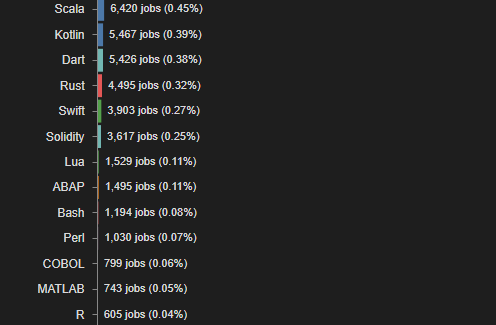 Scala 6,420 jobs (0.45%)
Kotlin 5,467 jobs (0.39%)
Dart 5,426 jobs (0.38%)
Rust 4,495 jobs (0.32%)
Swift 3,903 jobs (0.27%)
Solidity 3,617 jobs (0.25%)
Lua 1,529 jobs (0.11%)
ABAP 1,495 jobs (0.11%)
Bash 1,194 jobs (0.08%)
Perl 1,030 jobs (0.07%)
COBOL 799 jobs (0.06%)
MATLAB 743 jobs (0.05%)
R 605 jobs (0.04%)